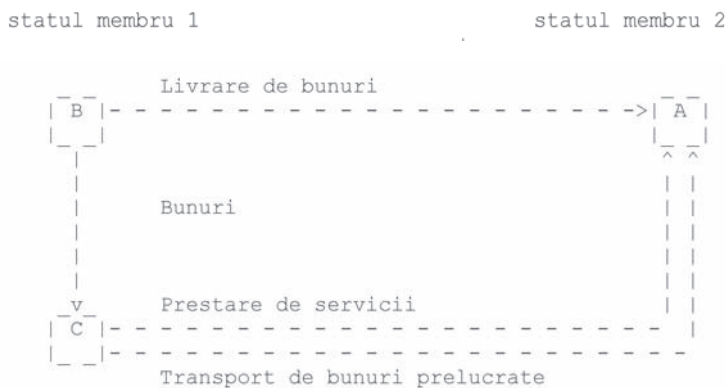 statul membru 1 statul membru 2
Livrare de bunuri
B A
Bunuri
Prestare de servicii
C
Transport de bunuri prelucrate